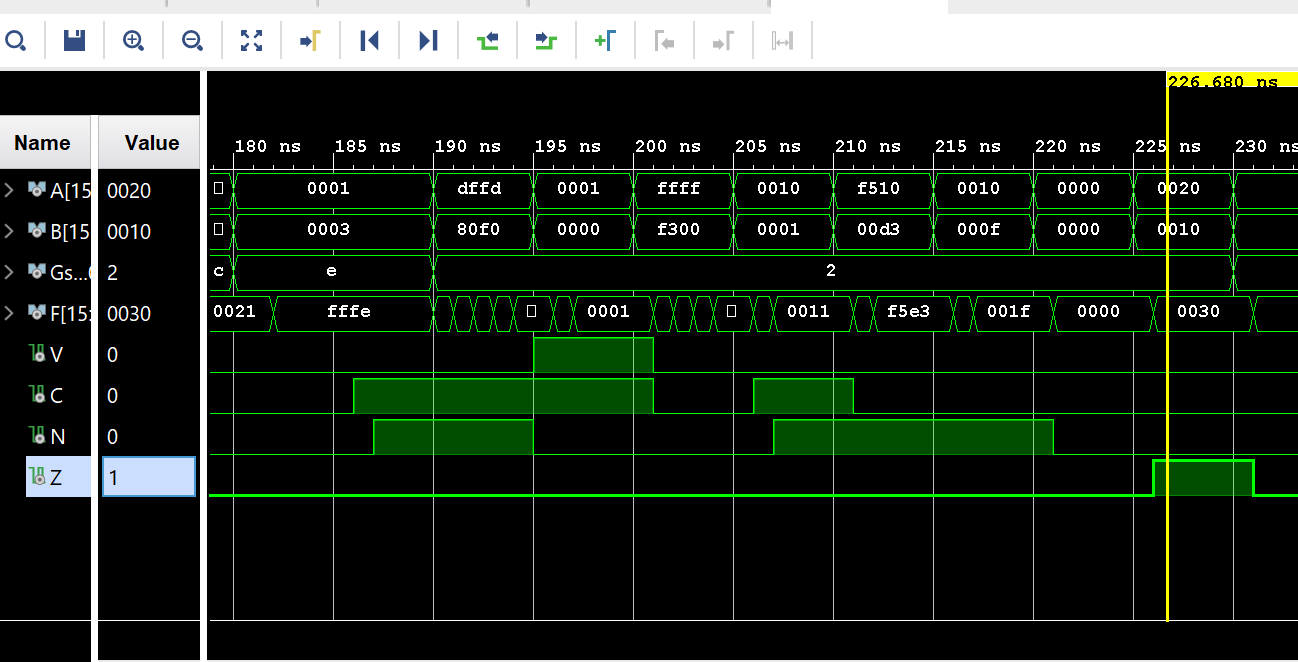 226.680 ns
Name Value
180 ns 185 ns 190 ns 195 ns 200 ns 205 ns 210 ns 215 ns 220 ns 225 ns 230 ns
A[15 0020 0001 dffd 0001 ffff 0010 f510 0010 0000 0020
B[15 0010 0003 80f0 0000 f300 0001 00d3 000f 0000 0010
Gs... 2 c e 2
F[15: 0030 0021 fffe 0001 0011 f5e3 001f 0000 0030
V 0
C 0
N 0
Z 1